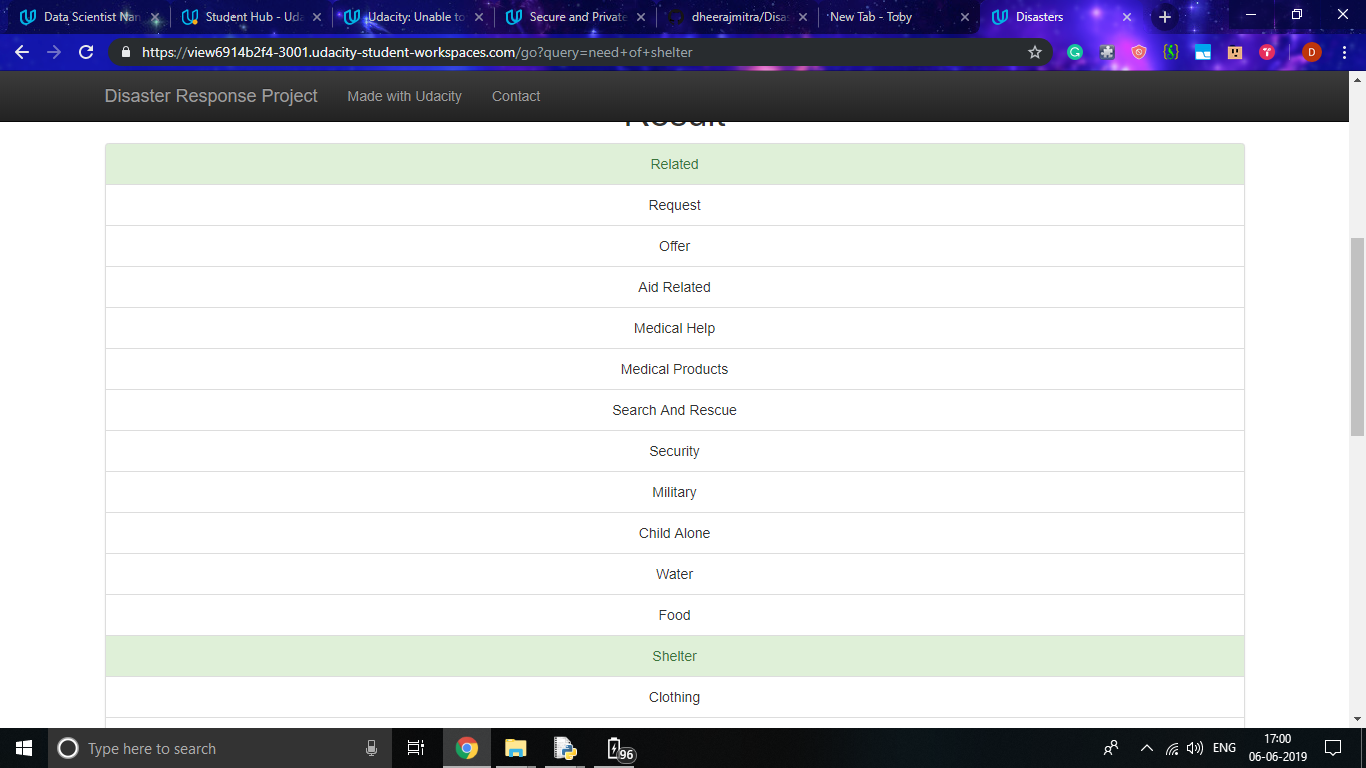 Data Scientist Nan
Student Hub - Uda
Udacity: Unable to
Secure and Private
dheerajmitra/Disas
New Tab - Toby
Disasters
https://view6914b2f4-3001.udacity-student-workspaces.com/go?query=need+of+shelter
D
Disaster Response Project
Made with Udacity
Contact
Result
Related
Request
Offer
Aid Related
Medical Help
Medical Products
Search And Rescue
Security
Military
Child Alone
Water
Food
Shelter
Clothing
Type here to search
96
ENG
17:00
06-06-2019